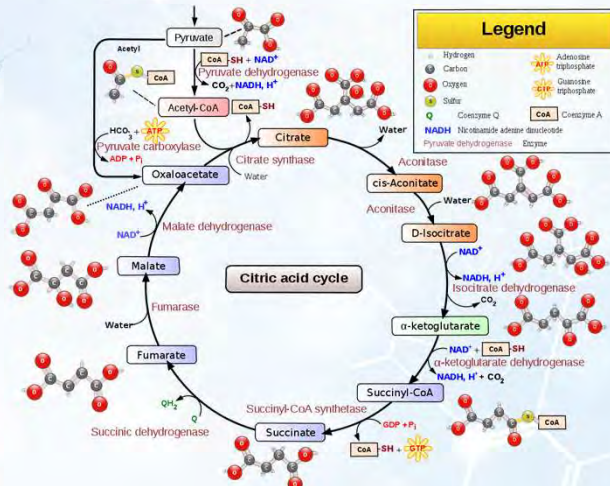 Legend
Hydrogen
Carbon
Oxygen
Sulfur
Q Coenzyme Q
NADH Nicotinamide adenine dinucleotide
Pyruvate dehydrogenase Enzyme
ATP Adenosine triphosphate
GTP Guanosine triphosphate
CoA Coenzyme A
Pyruvate
Acetyl
S
CoA
CoA-SH + NAD+
Pyruvate dehydrogenase
CO2+NADH, H+
Acetyl-CoA
CoA-SH
HCO3 + ATP
Pyruvate carboxylase
ADP + Pi
Citrate
Citrate synthase
Water
Oxaloacetate
Water
Aconitase
cis-Aconitate
Water
Aconitase
D-Isocitrate
NAD+
NADH, H+
Isocitrate dehydrogenase
CO2
α-ketoglutarate
NAD+ + CoA-SH
α-ketoglutarate dehydrogenase
NADH, H+ + CO2
Succinyl-CoA
S
CoA
Succinyl-CoA synthetase
GDP + Pi
CoA-SH + GTP
Succinate
QH2
Q
Succinic dehydrogenase
Fumarate
Water
Fumarase
Malate
NADH, H+
NAD+
Malate dehydrogenase
Citric acid cycle